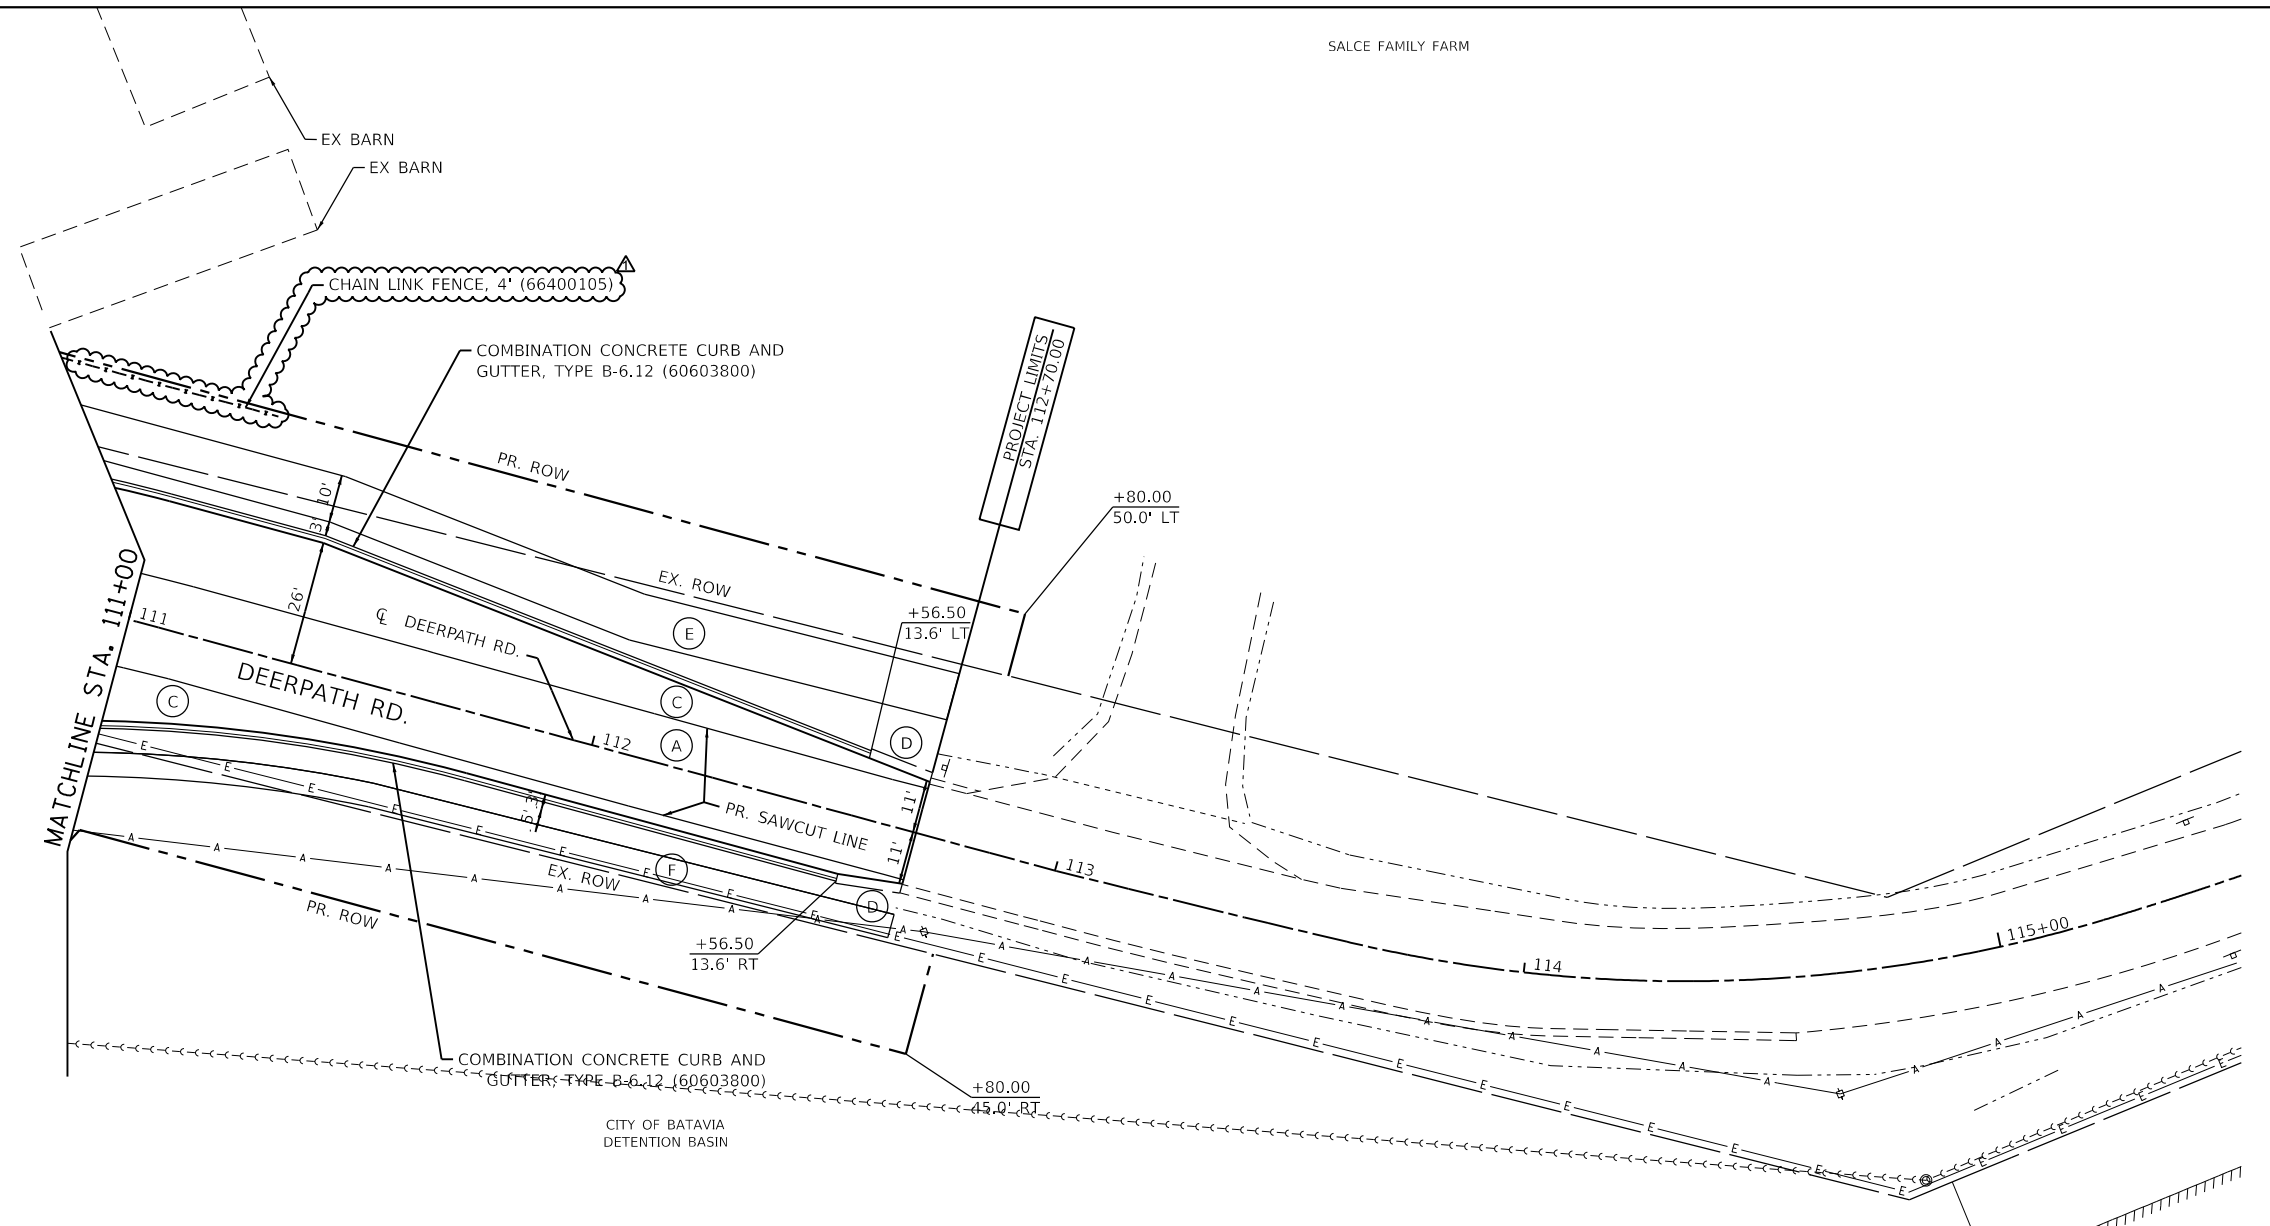 SALCE FAMILY FARM
EX BARN
EX BARN
1
CHAIN LINK FENCE, 4' (66400105)
COMBINATION CONCRETE CURB AND
GUTTER, TYPE B-6.12 (60603800)
PROJECT LIMITS
STA. 112+70.00
PR. ROW
10'
3'
+80.00
50.0' LT
EX. ROW
26'
+56.50
13.6' LT
E
MATCHLINE STA. 111+00
111
℄ DEERPATH RD.
DEERPATH RD.
C
C
A
D
112
11'
11'
3'
5'
PR. SAWCUT LINE
113
EX. ROW
F
D
PR. ROW
+56.50
13.6' RT
114
115+00
COMBINATION CONCRETE CURB AND
GUTTER, TYPE B-6.12 (60603800)
+80.00
45.0' RT
CITY OF BATAVIA
DETENTION BASIN
E E E E E E E E E E E E E E E E E E E E E E E E E E
A A A A A A A A A A A A A A A A A A A A A A A A